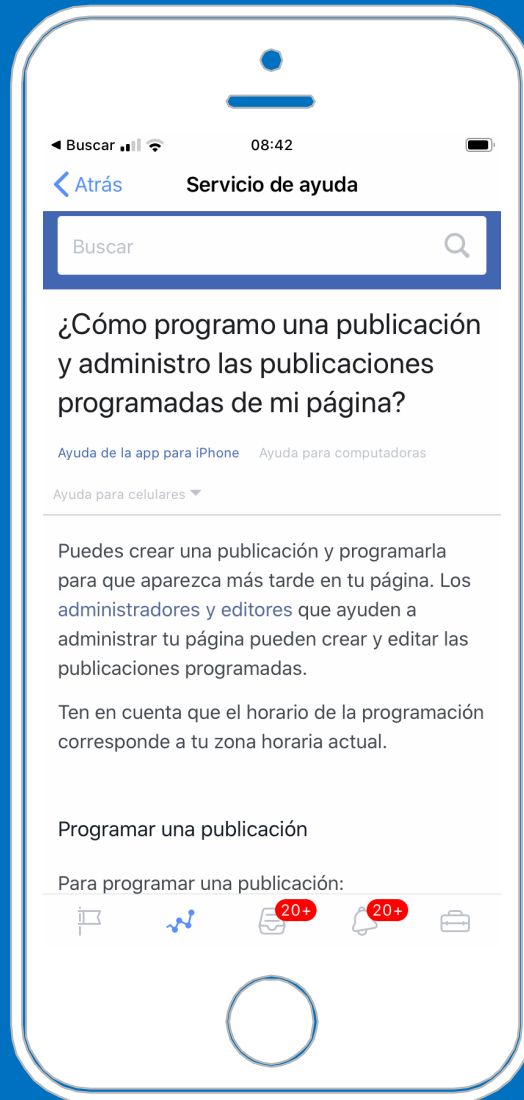 Buscar
08:42
Atrás
Servicio de ayuda
Buscar
¿Cómo programo una publicación
y administro las publicaciones
programadas de mi página?
Ayuda de la app para iPhone
Ayuda para computadoras
Ayuda para celulares
Puedes crear una publicación y programarla
para que aparezca más tarde en tu página. Los
administradores y editores que ayuden a
administrar tu página pueden crear y editar las
publicaciones programadas.
Ten en cuenta que el horario de la programación
corresponde a tu zona horaria actual.
Programar una publicación
Para programar una publicación:
20+
20+